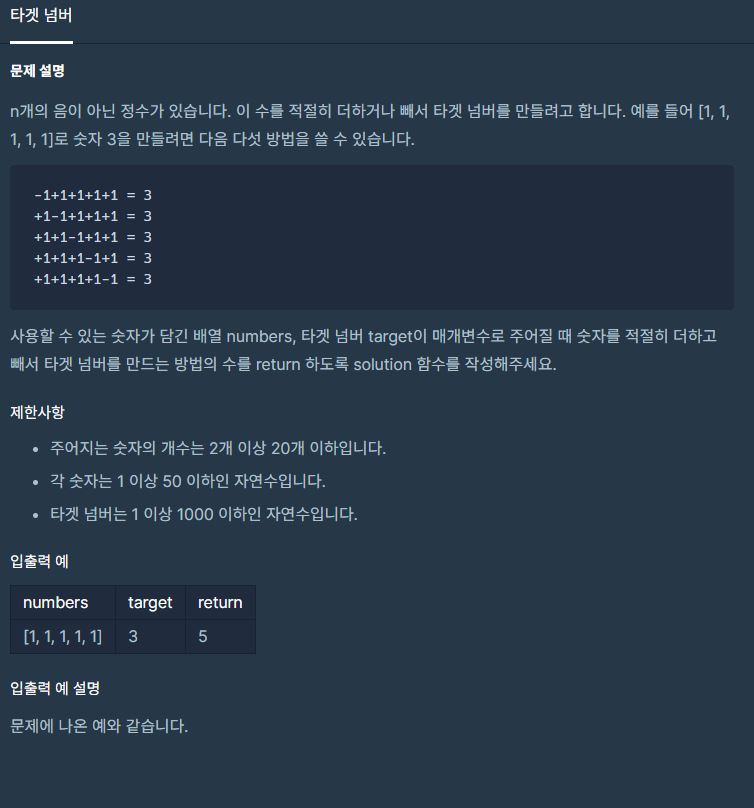 타겟 넘버
문제 설명
n개의 음이 아닌 정수가 있습니다. 이 수를 적절히 더하거나 빼서 타겟 넘버를 만들려고 합니다. 예를 들어 [1, 1,
1, 1, 1]로 숫자 3을 만들려면 다음 다섯 방법을 쓸 수 있습니다.
-1+1+1+1+1 = 3
+1-1+1+1+1 = 3
+1+1-1+1+1 = 3
+1+1+1-1+1 = 3
+1+1+1+1-1 = 3
사용할 수 있는 숫자가 담긴 배열 numbers, 타겟 넘버 target이 매개변수로 주어질 때 숫자를 적절히 더하고
빼서 타겟 넘버를 만드는 방법의 수를 return 하도록 solution 함수를 작성해주세요.
제한사항
• 주어지는 숫자의 개수는 2개 이상 20개 이하입니다.
• 각 숫자는 1 이상 50 이하인 자연수입니다.
• 타겟 넘버는 1 이상 1000 이하인 자연수입니다.
입출력 예
numbers target return
[1, 1, 1, 1, 1] 3 5
입출력 예 설명
문제에 나온 예와 같습니다.